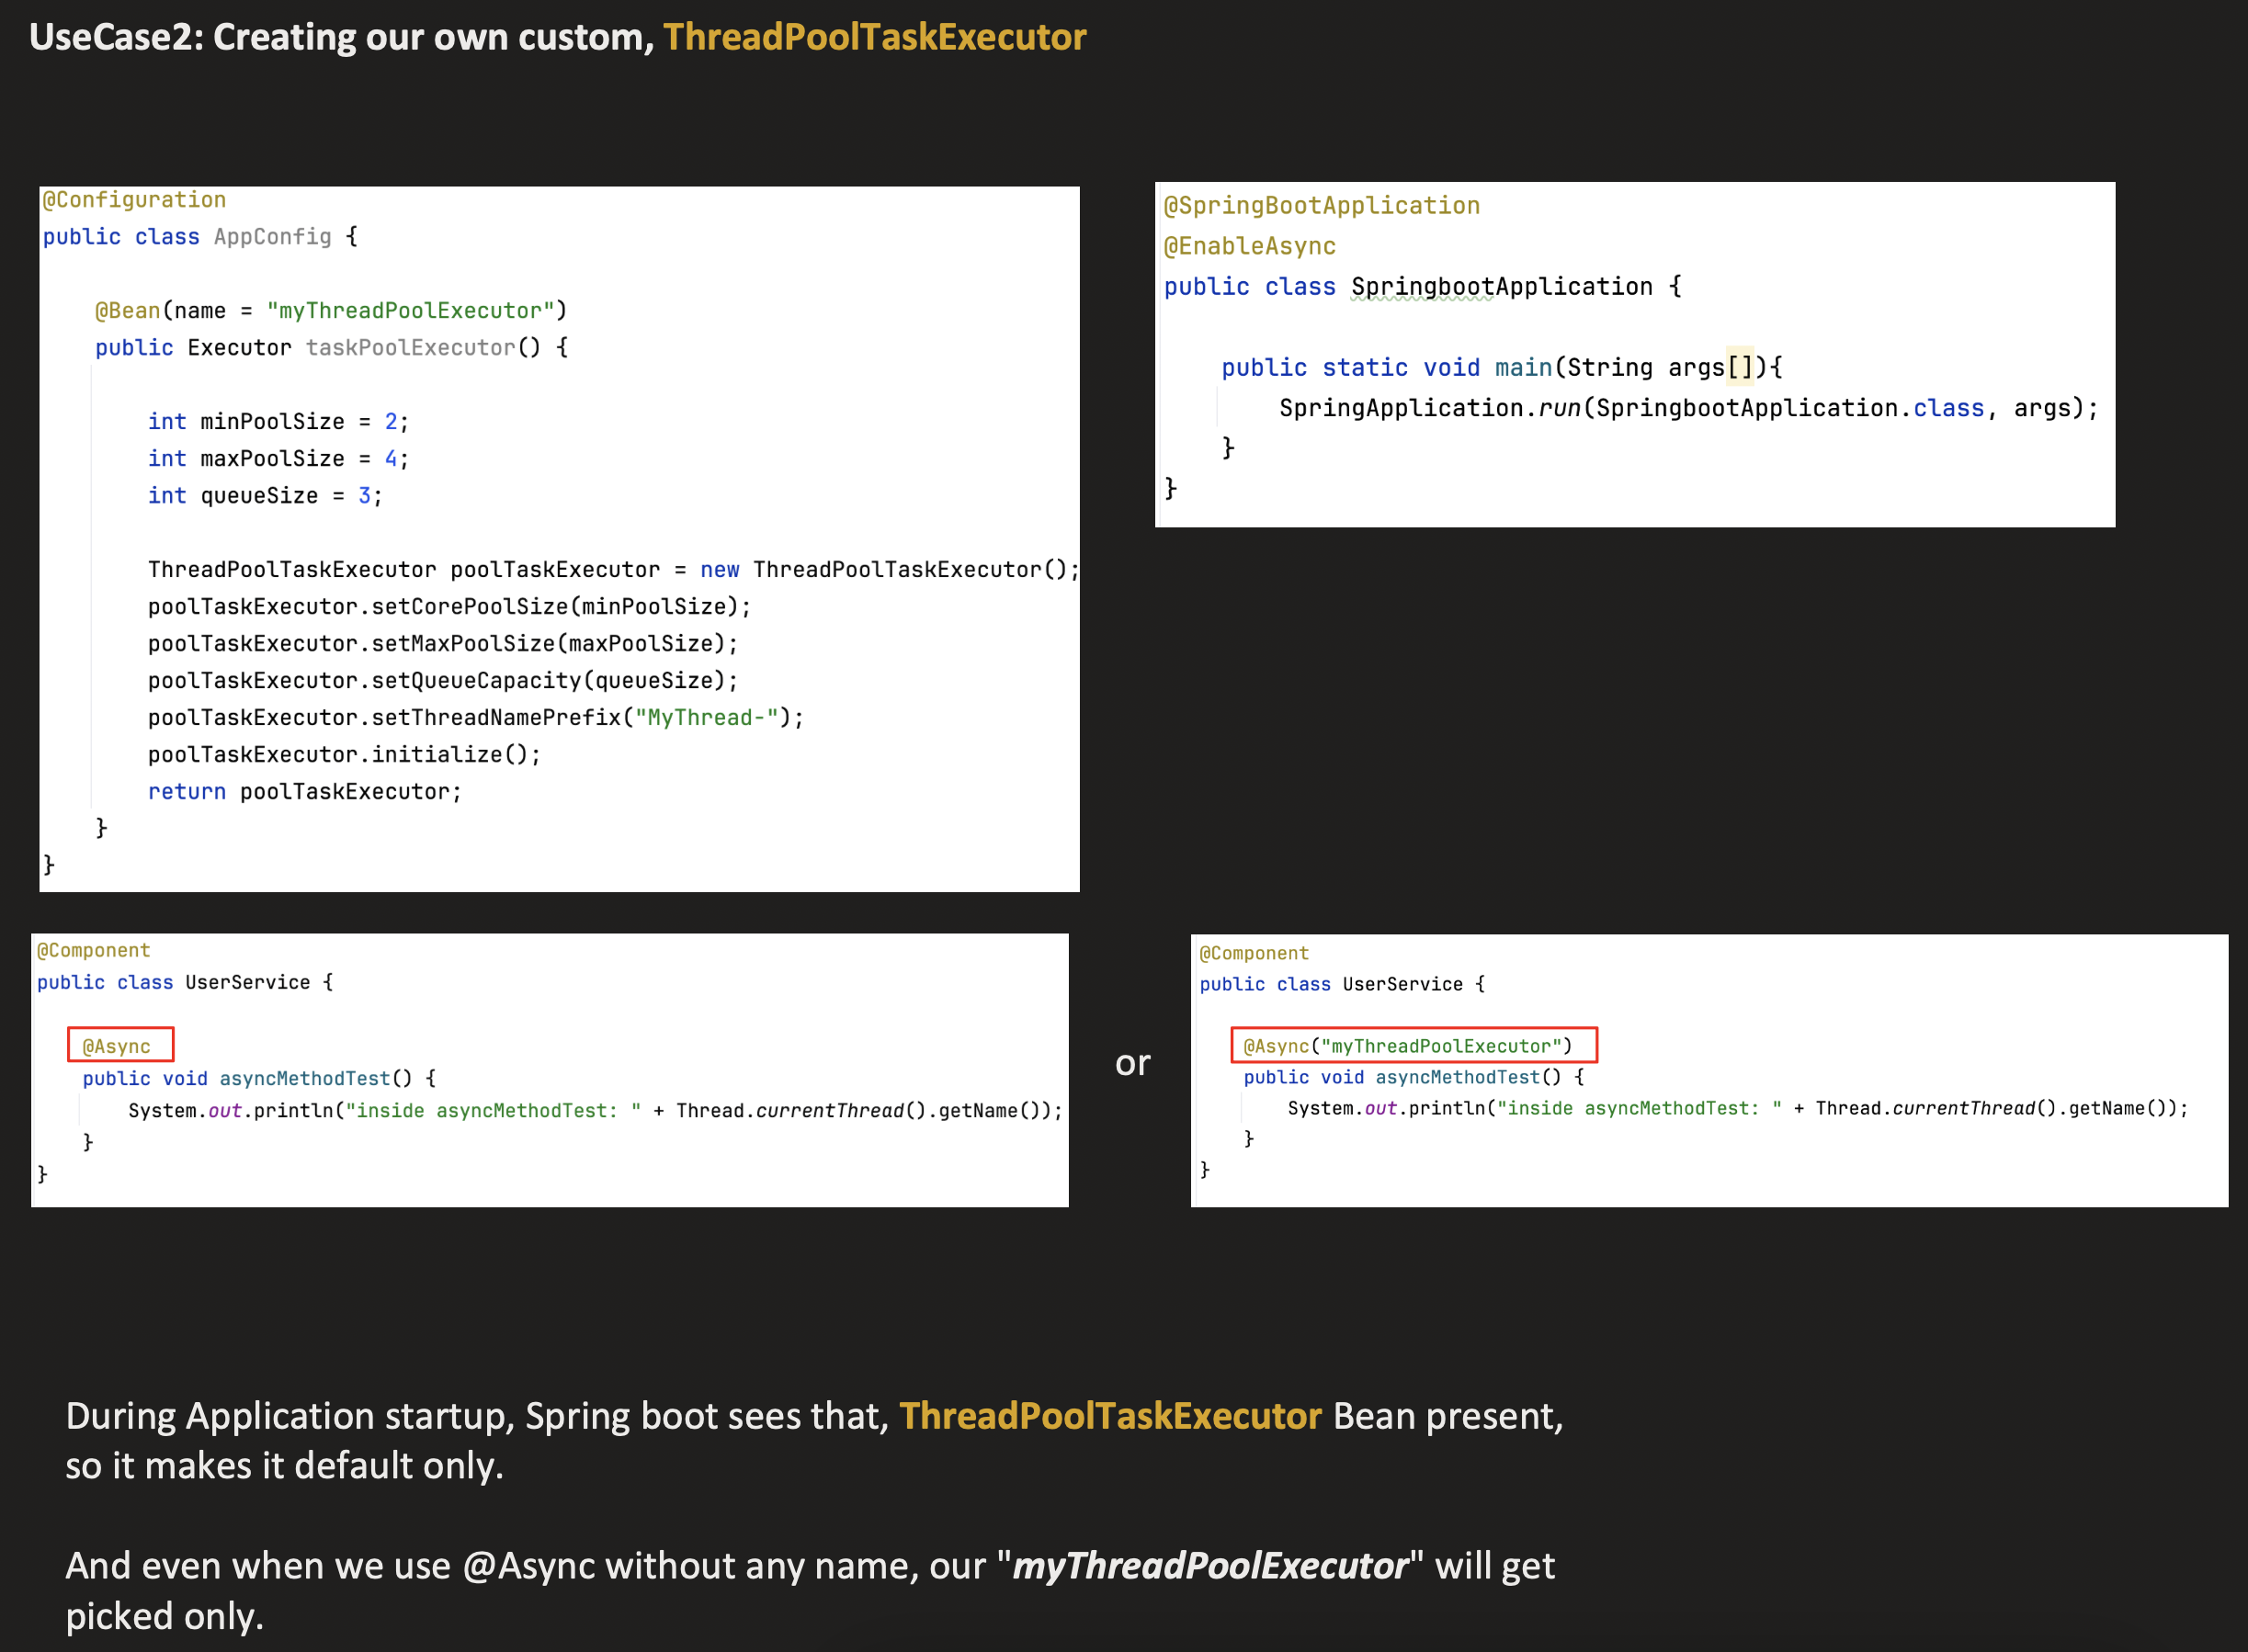 UseCase2: Creating our own custom, ThreadPoolTaskExecutor
@Configuration
public class AppConfig {
@Bean(name = "myThreadPoolExecutor")
public Executor taskPoolExecutor() {
int minPoolSize = 2;
int maxPoolSize = 4;
int queueSize = 3;
ThreadPoolTaskExecutor poolTaskExecutor = new ThreadPoolTaskExecutor();
poolTaskExecutor.setCorePoolSize(minPoolSize);
poolTaskExecutor.setMaxPoolSize(maxPoolSize);
poolTaskExecutor.setQueueCapacity(queueSize);
poolTaskExecutor.setThreadNamePrefix("MyThread-");
poolTaskExecutor.initialize();
return poolTaskExecutor;
}
}
@SpringBootApplication
@EnableAsync
public class SpringbootApplication {
public static void main(String args[]){
SpringApplication.run(SpringbootApplication.class, args);
}
}
@Component
public class UserService {
@Async
public void asyncMethodTest() {
System.out.println("inside asyncMethodTest: " + Thread.currentThread().getName());
}
}
or
@Component
public class UserService {
@Async("myThreadPoolExecutor")
public void asyncMethodTest() {
System.out.println("inside asyncMethodTest: " + Thread.currentThread().getName());
}
}
During Application startup, Spring boot sees that, ThreadPoolTaskExecutor Bean present,
so it makes it default only.
And even when we use @Async without any name, our "myThreadPoolExecutor" will get
picked only.